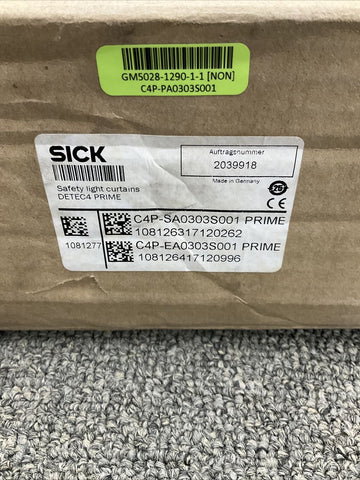 GM5028-1290-1-1 [NON]
C4P-PA0303S001
SICK
Auftragsnummer
2039918
Safety light curtains
DETEC4 PRIME
Made in Germany
CE
1081277
C4P-SA0303S001 PRIME
108126317120262
C4P-EA0303S001 PRIME
108126417120996